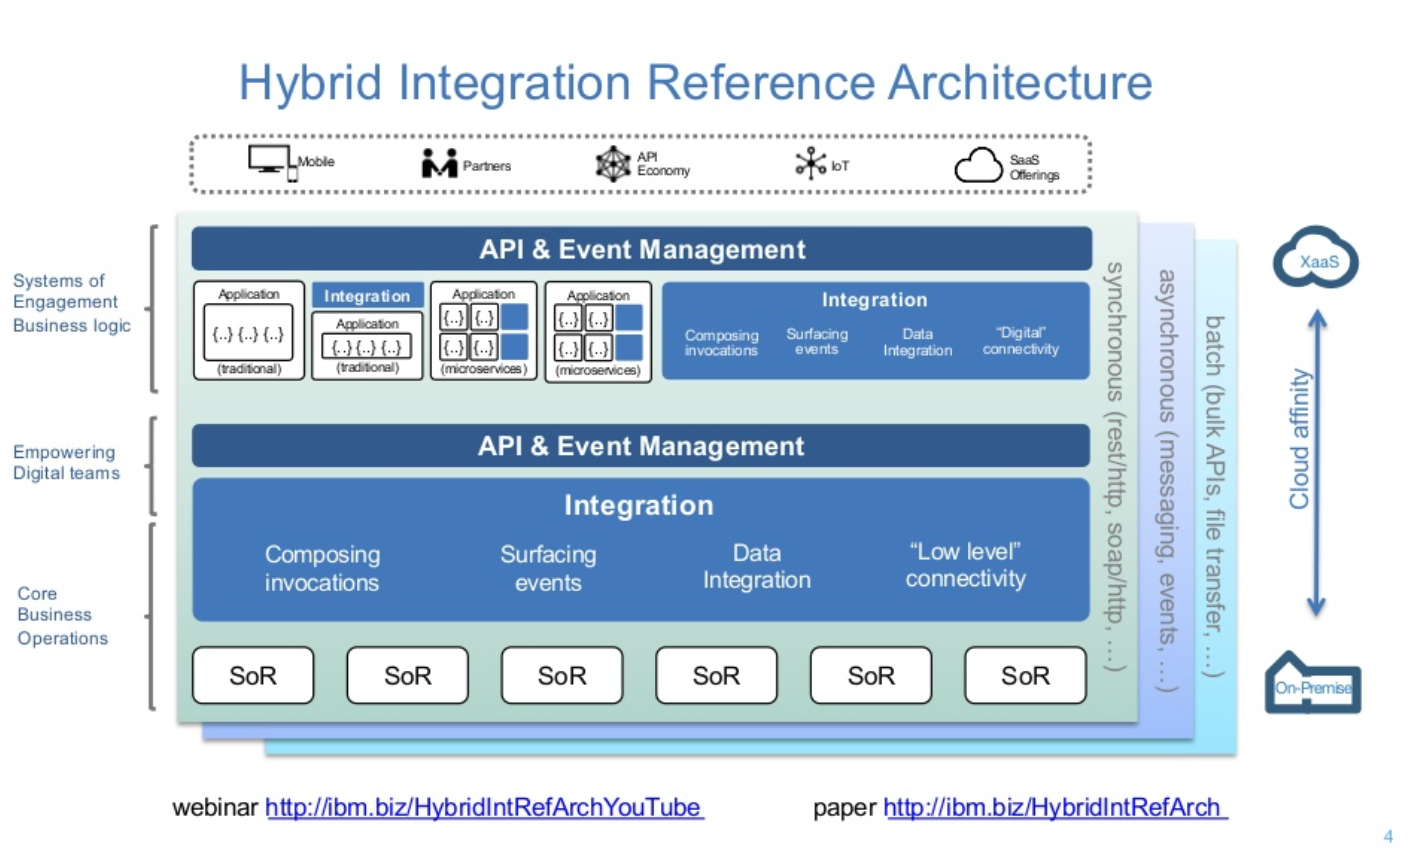 Hybrid Integration Reference Architecture
Mobile
Partners
API
Economy
IoT
SaaS
Offerings
Systems of
Engagement
Business logic
API & Event Management
Application
{..} {..} {..}
(traditional)
Integration
Application
{..} {..} {..}
(traditional)
Application
{..} {..}
{..} {..}
(microservices)
Application
{..} {..}
{..} {..}
(microservices)
Integration
Composing
invocations
Surfacing
events
Data
Integration
“Digital”
connectivity
Empowering
Digital teams
API & Event Management
Integration
Composing
invocations
Surfacing
events
Data
Integration
“Low level”
connectivity
Core
Business
Operations
SoR
SoR
SoR
SoR
SoR
SoR
synchronous (rest/http, soap/http, …)
asynchronous (messaging, events, …)
batch (bulk APIs, file transfer, …)
XaaS
Cloud affinity
On-Premise
webinar http://ibm.biz/HybridIntRefArchYouTube
paper http://ibm.biz/HybridIntRefArch
4